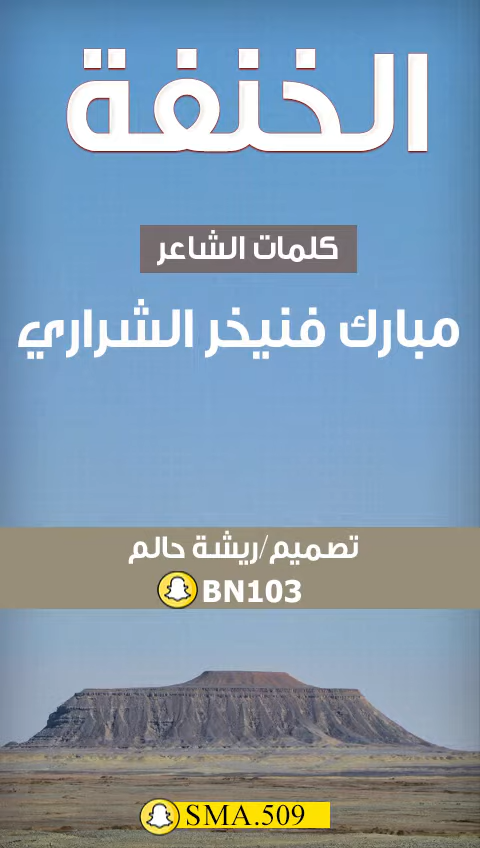 الخنفة
كلمات الشاعر
مبارك فنيخر الشراري
تصميم/ريشة حالم
BN103
SMA.509